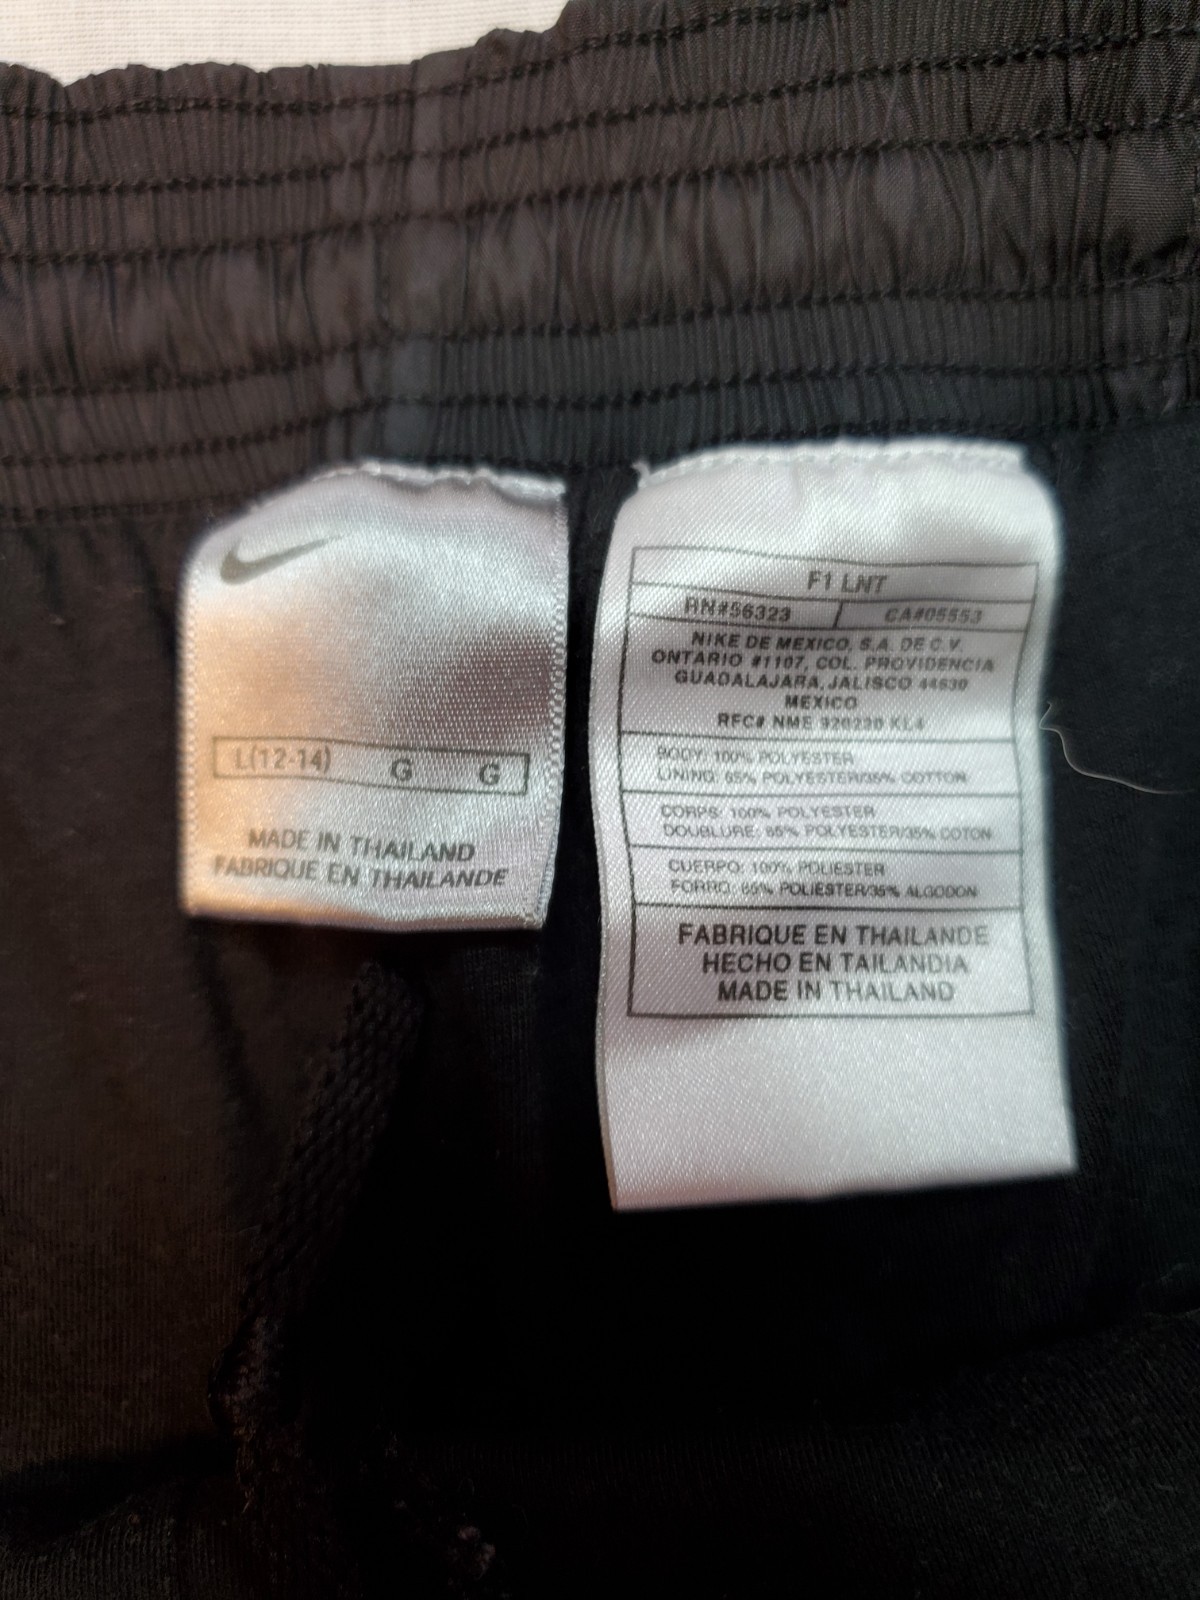 L(12-14) G G
MADE IN THAILAND
FABRIQUE EN THAILANDE
F1 LNT
RN#56323 CA#05553
NIKE DE MEXICO, S.A. DE C.V.
ONTARIO #1107, COL. PROVIDENCIA
GUADALAJARA, JALISCO 44630
MEXICO
RFC# NME 920220 KL4
BODY: 100% POLYESTER
LINING: 65% POLYESTER/35% COTTON
CORPS: 100% POLYESTER
DOUBLURE: 65% POLYESTER/35% COTON
CUERPO: 100% POLIESTER
FORRO: 65% POLIESTER/35% ALGODON
FABRIQUE EN THAILANDE
HECHO EN TAILANDIA
MADE IN THAILAND